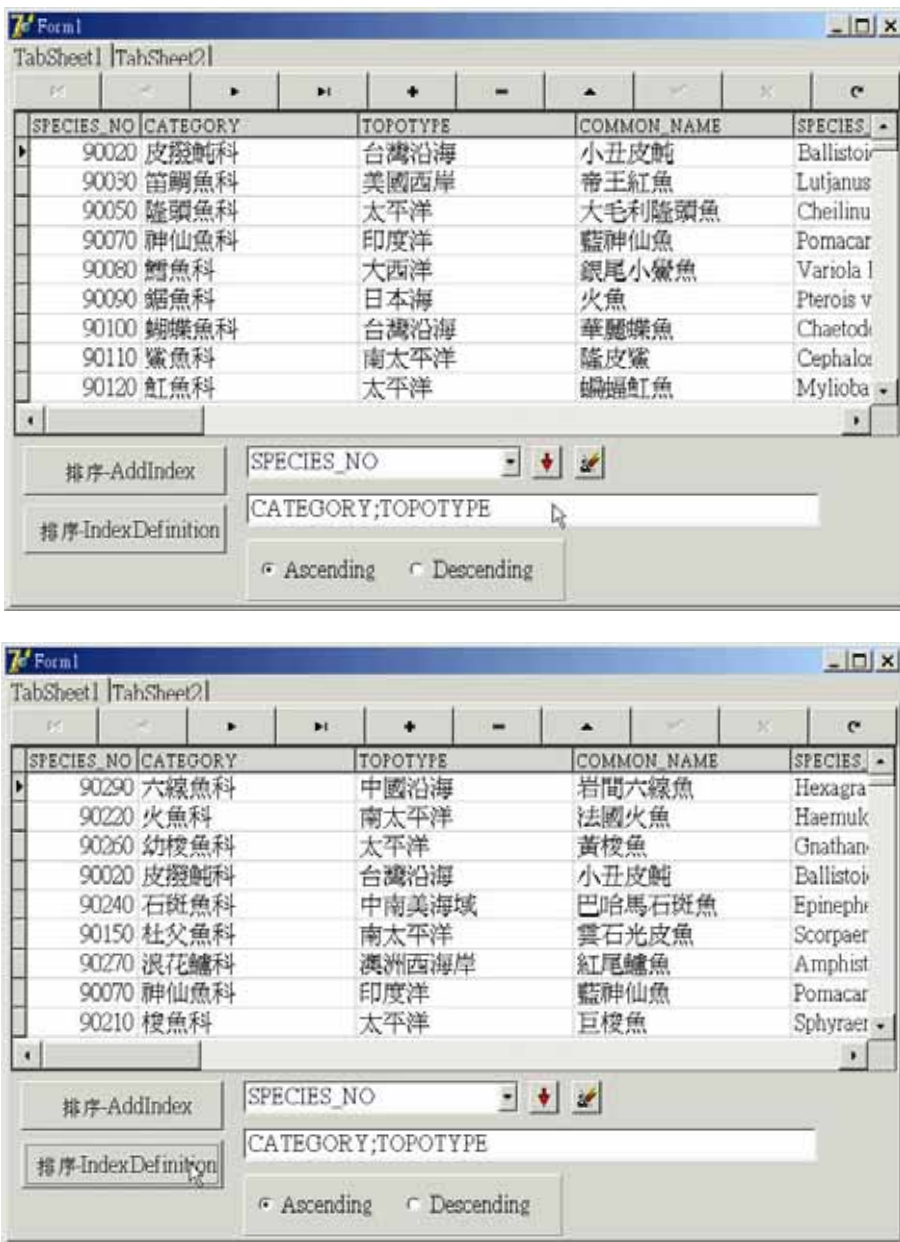 Form1
TabSheet1 TabSheet2
SPECIES_NO CATEGORY TOPOTYPE COMMON_NAME SPECIES_
90020 皮撥魨科 台灣沿海 小丑皮魨 Ballistoi
90030 笛鯛魚科 美國西岸 帝王紅魚 Lutjanus
90050 隆頭魚科 太平洋 大毛利隆頭魚 Cheilinu
90070 神仙魚科 印度洋 藍神仙魚 Pomacar
90080 鱈魚科 大西洋 銀尾小鱟魚 Variola l
90090 鋸魚科 日本海 火魚 Pterois v
90100 蝴蝶魚科 台灣沿海 華麗蝶魚 Chaetod
90110 鯊魚科 南太平洋 隆皮鯊 Cephalo
90120 魟魚科 太平洋 蝙蝠魟魚 Mylioba
排序-AddIndex SPECIES_NO
CATEGORY;TOPOTYPE
排序-IndexDefinition
Ascending Descending
Form1
TabSheet1 TabSheet2
SPECIES_NO CATEGORY TOPOTYPE COMMON_NAME SPECIES_
90290 六線魚科 中國沿海 岩間六線魚 Hexagra
90220 火魚科 南太平洋 法國火魚 Haemul
90260 幼梭魚科 太平洋 黃梭魚 Gnathan
90020 皮撥魨科 台灣沿海 小丑皮魨 Ballistoi
90240 石斑魚科 中南美海域 巴哈馬石斑魚 Epinephe
90150 杜父魚科 南太平洋 雲石光皮魚 Scorpaer
90270 浪花鱸科 澳洲西海岸 紅尾鱸魚 Amphist
90070 神仙魚科 印度洋 藍神仙魚 Pomacar
90210 梭魚科 太平洋 巨梭魚 Sphyraer
排序-AddIndex SPECIES_NO
CATEGORY;TOPOTYPE
排序-IndexDefinition
Ascending Descending